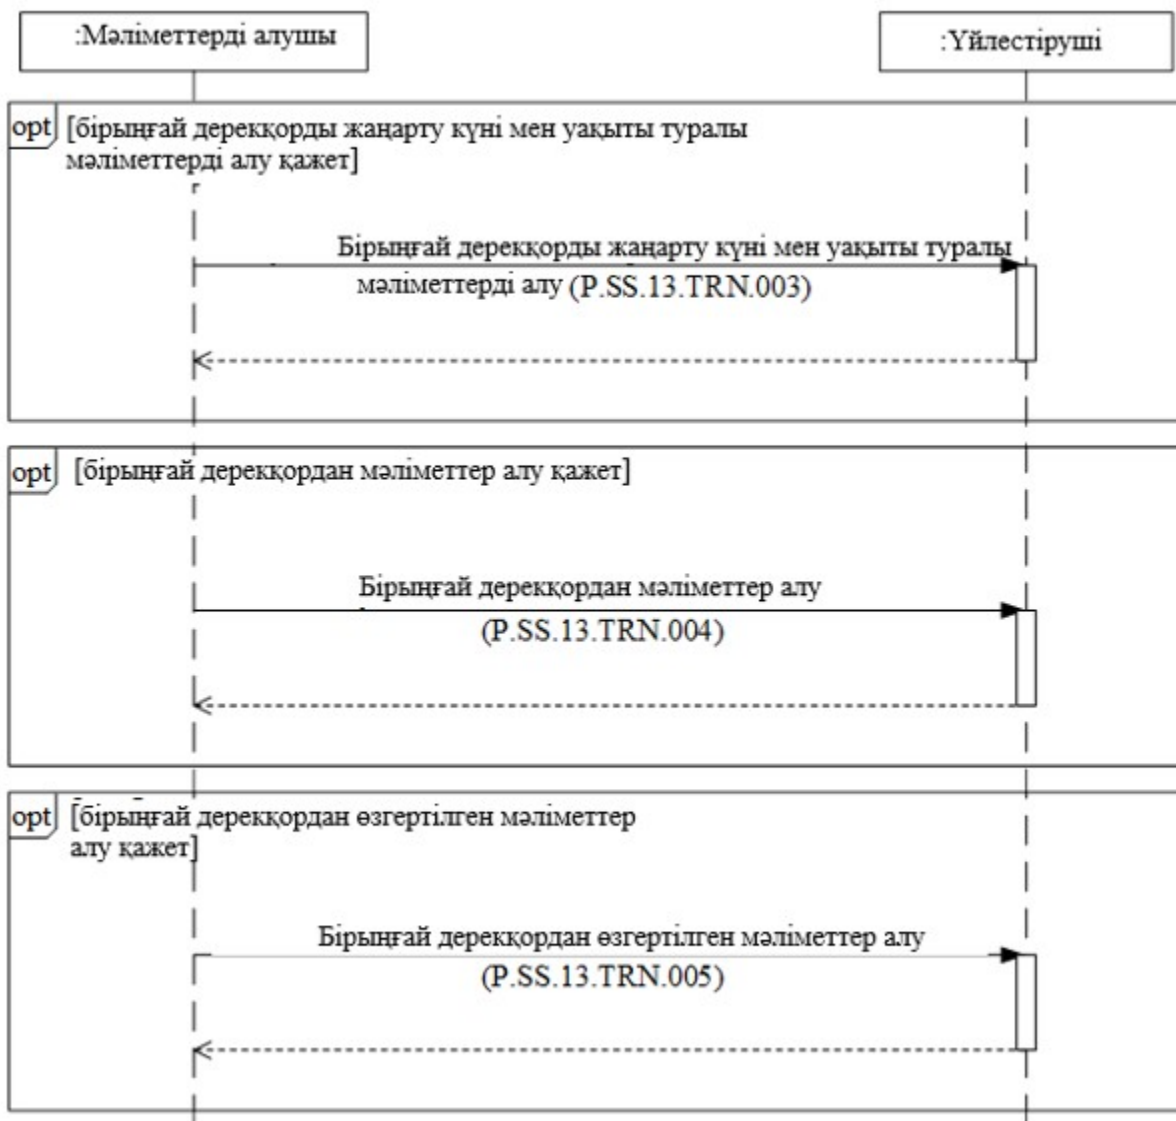 :Мәліметтерді алушы
:Үйлестіруші
opt
[бірыңғай дерекқорды жаңарту күні мен уақыты туралы
мәліметтерді алу қажет]
Бірыңғай дерекқорды жаңарту күні мен уақыты туралы
мәліметтерді алу (P.SS.13.TRN.003)
opt
[бірыңғай дерекқордан мәліметтер алу қажет]
Бірыңғай дерекқордан мәліметтер алу
(P.SS.13.TRN.004)
opt
[бірыңғай дерекқордан өзгертілген мәліметтер
алу қажет]
Бірыңғай дерекқордан өзгертілген мәліметтер алу
(P.SS.13.TRN.005)